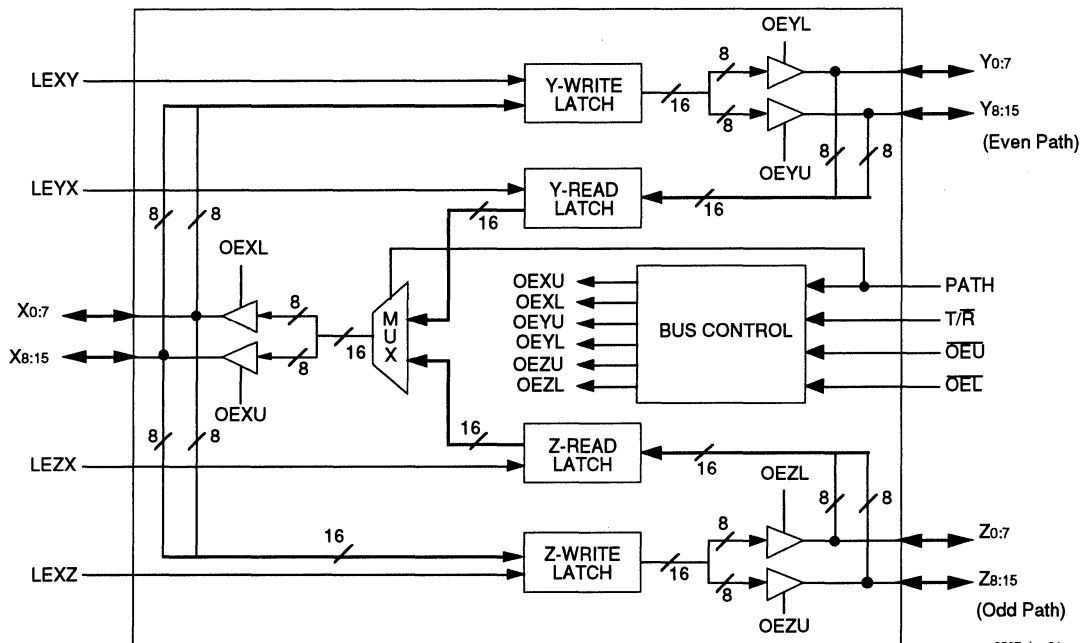 OEYL
LEXY
Y-WRITE
LATCH
16
8
8
Y0:7
Y8:15
(Even Path)
OEYU
8
8
LEYX
Y-READ
LATCH
16
16
8
8
OEXL
X0:7
X8:15
8
8
16
OEXU
MUX
OEXU
OEXL
OEYU
OEYL
OEZU
OEZL
BUS CONTROL
PATH
T/R̅
O̅E̅U̅
O̅E̅L̅
8
8
16
Z-READ
LATCH
16
LEZX
OEZL
8
8
16
Z-WRITE
LATCH
16
8
8
Z0:7
Z8:15
(Odd Path)
LEXZ
OEZU